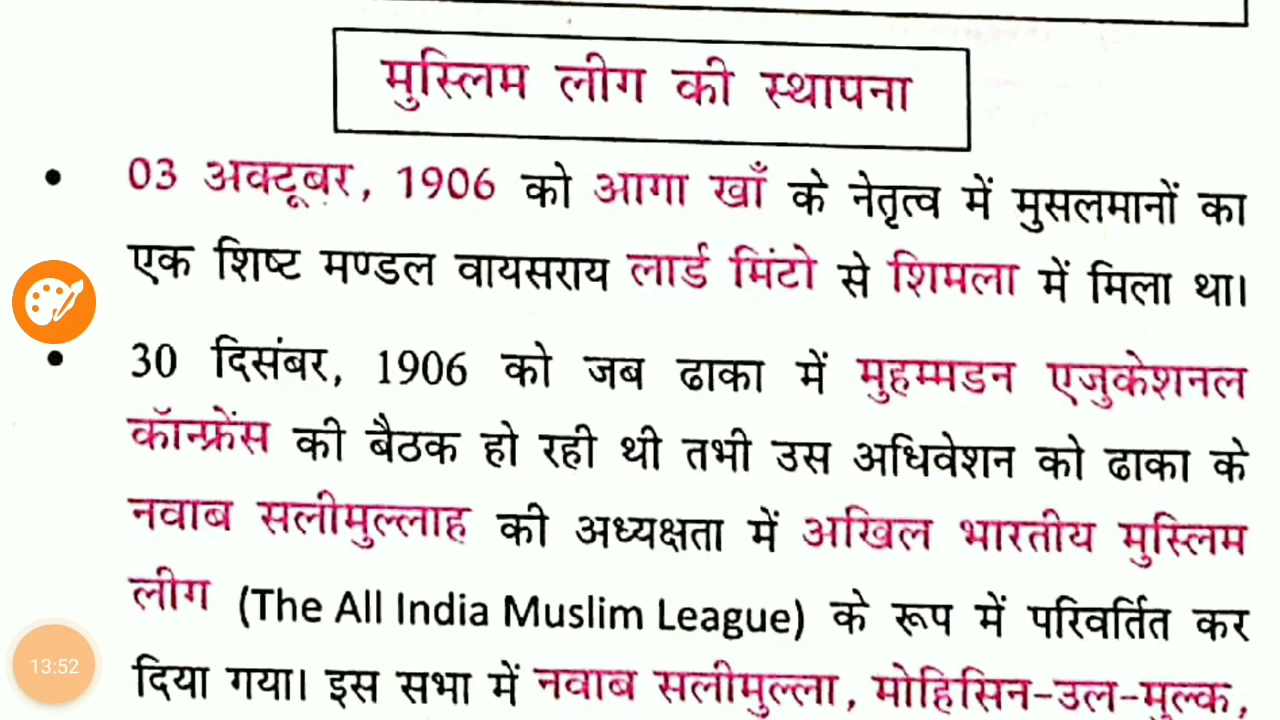 मुस्लिम लीग की स्थापना
• 03 अक्टूबर, 1906 को आगा खाँ के नेतृत्व में मुसलमानों का
एक शिष्ट मण्डल वायसराय लार्ड मिंटो से शिमला में मिला था।
• 30 दिसंबर, 1906 को जब ढाका में मुहम्मडन एजुकेशनल
कॉन्फ्रेंस की बैठक हो रही थी तभी उस अधिवेशन को ढाका के
नवाब सलीमुल्लाह की अध्यक्षता में अखिल भारतीय मुस्लिम
लीग (The All India Muslim League) के रूप में परिवर्तित कर
13:52
दिया गया। इस सभा में नवाब सलीमुल्ला, मोहिसिन-उल-मुल्क,